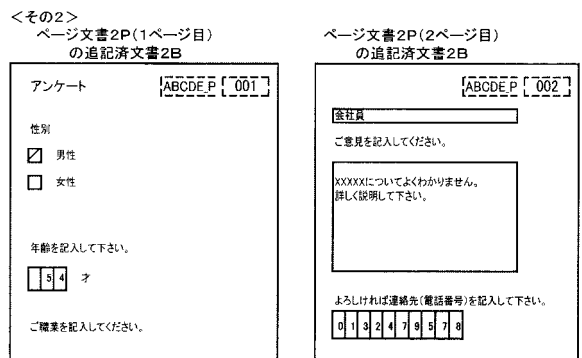 ＜その2＞
ページ文書2P(1ページ目)
の追記済文書2B
アンケート
ABCDE_P 001
性別
男性
女性
年齢を記入して下さい。
5 4 才
ご職業を記入してください。
ページ文書2P(2ページ目)
の追記済文書2B
ABCDE_P 002
会社員
ご意見を記入してください。
XXXXXについてよくわかりません。
詳しく説明して下さい。
よろしければ連絡先(電話番号)を記入して下さい。
0 1 3 2 4 7 9 5 7 8